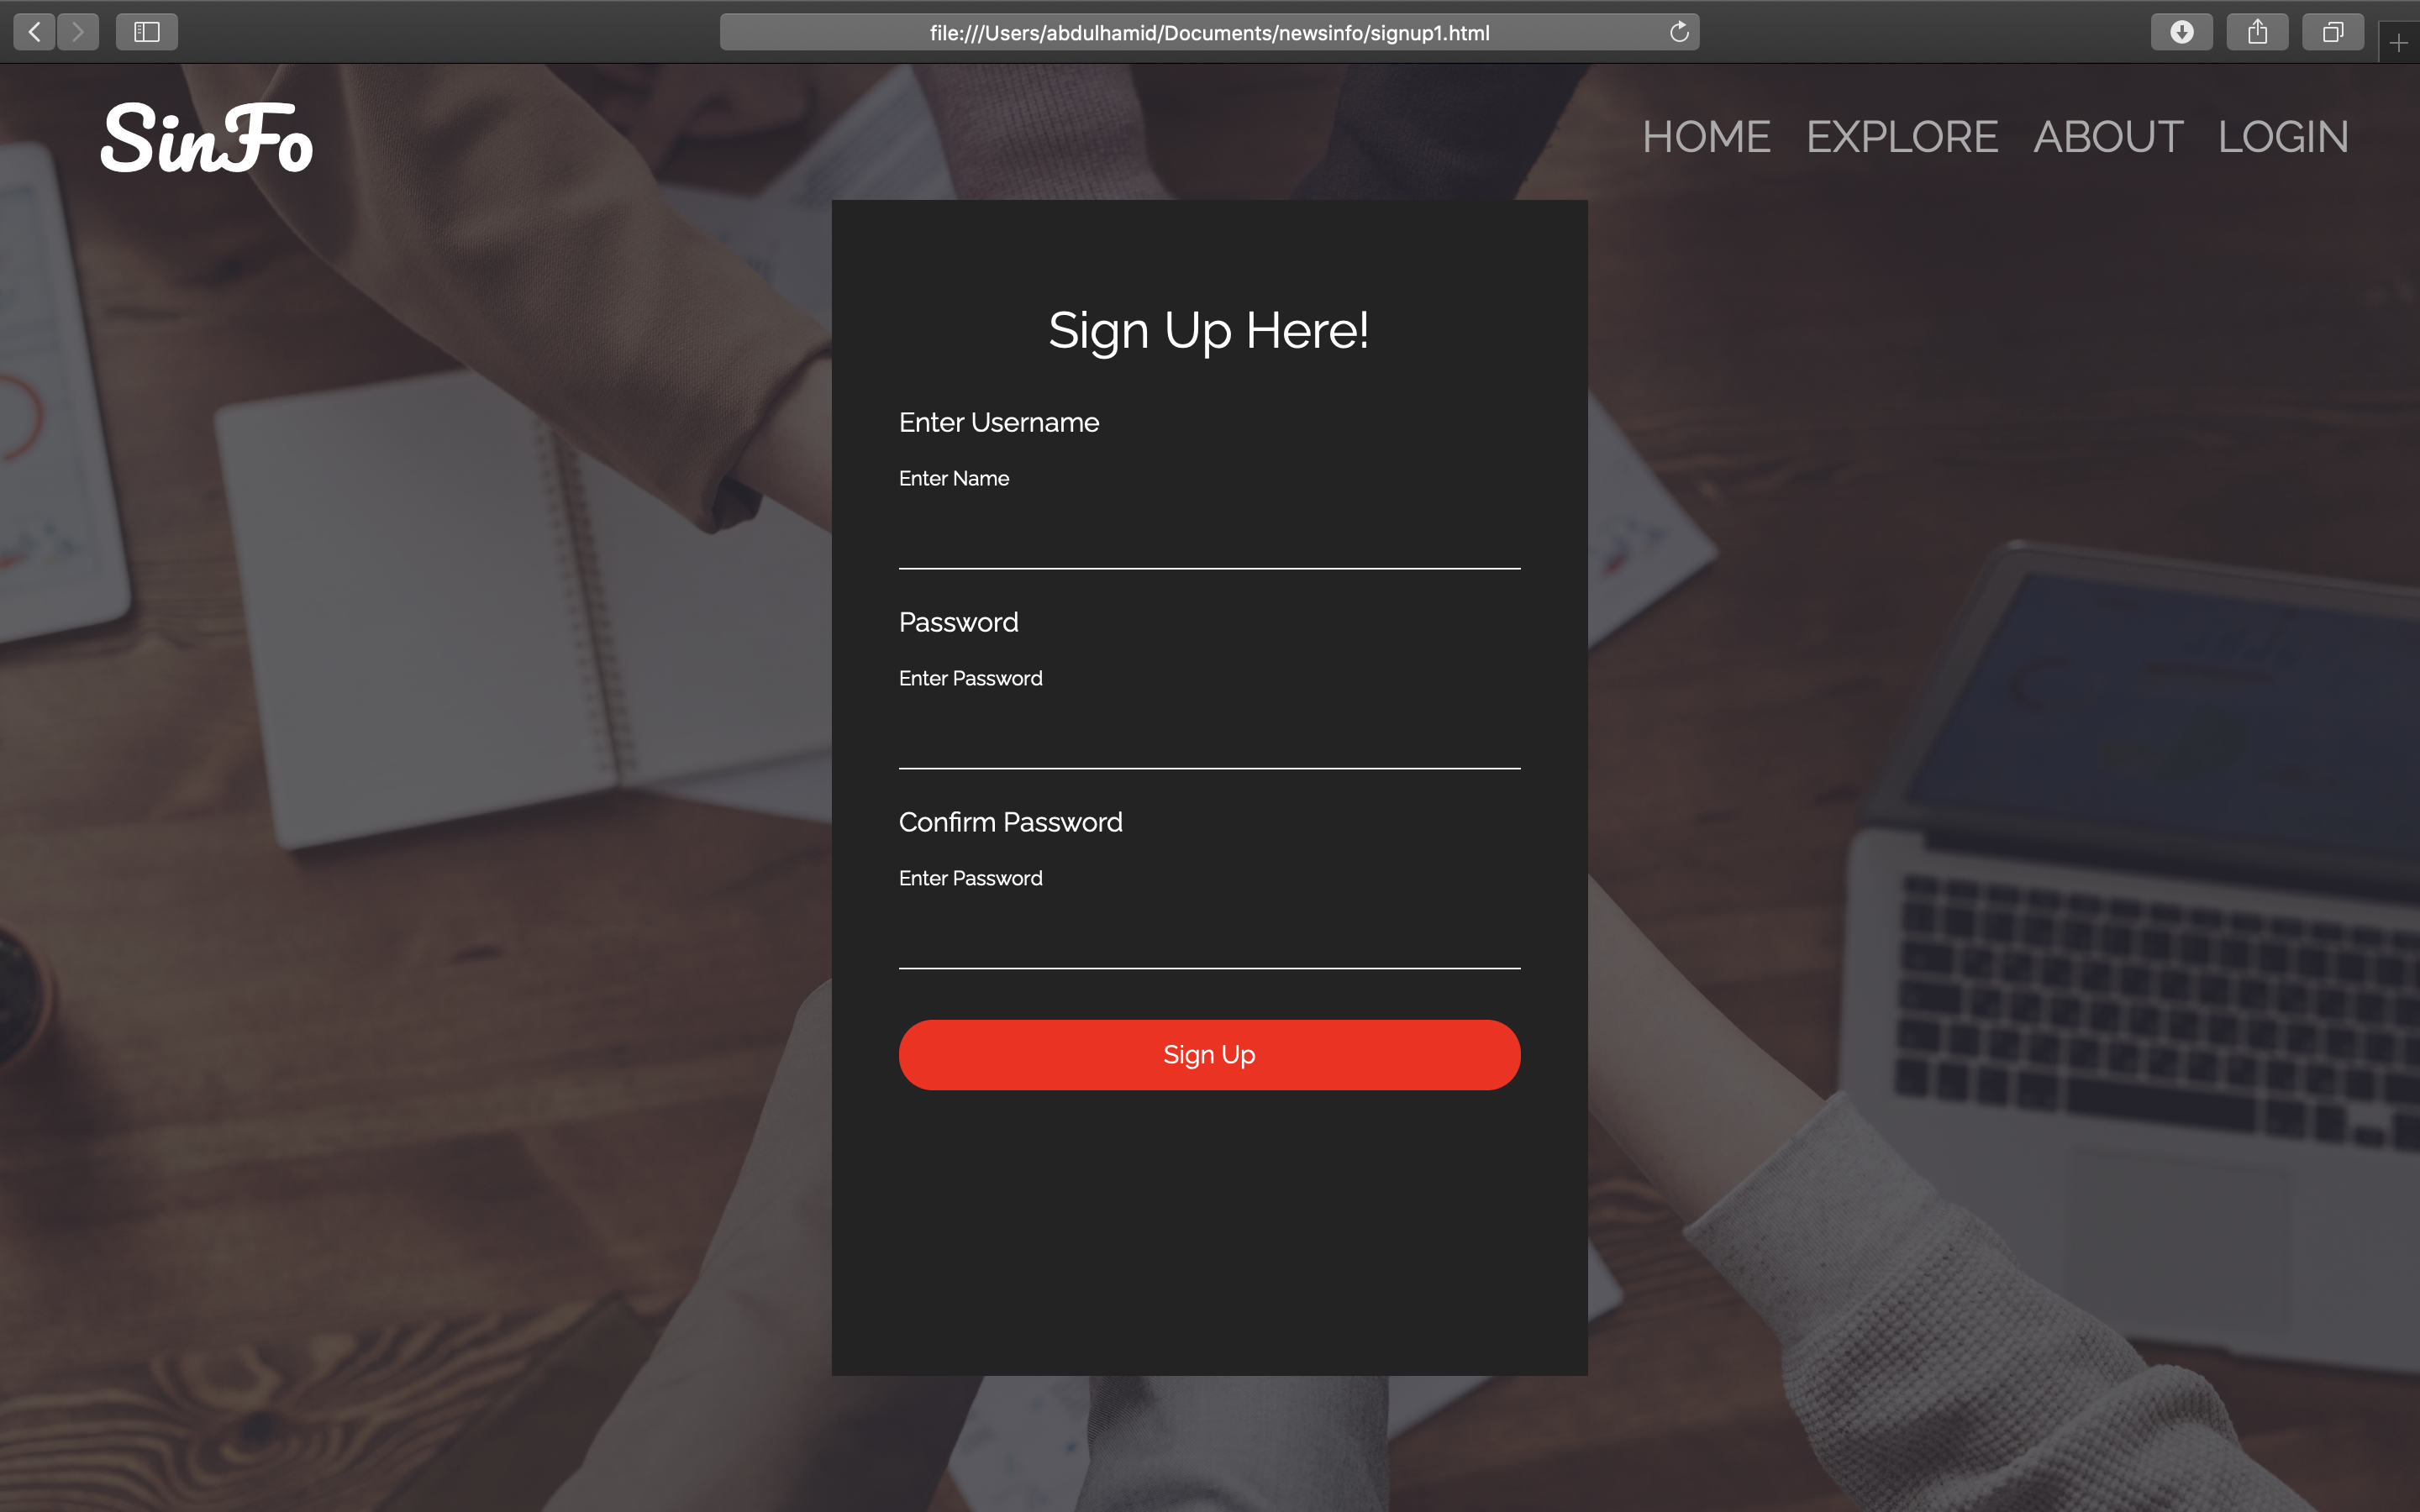 file:///Users/abdulhamid/Documents/newsinfo/signup1.html
SinFo
HOME EXPLORE ABOUT LOGIN
Sign Up Here!
Enter Username
Enter Name
Password
Enter Password
Confirm Password
Enter Password
Sign Up